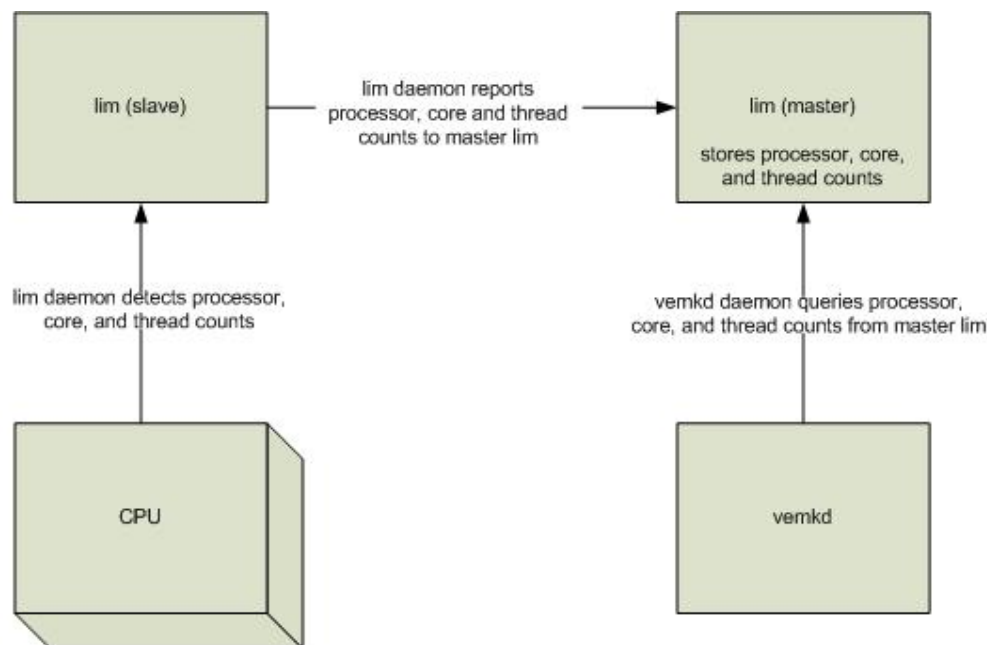 lim (slave)
lim daemon reports
processor, core and thread
counts to master lim
lim (master)
stores processor, core,
and thread counts
lim daemon detects processor,
core, and thread counts
vemkd daemon queries processor,
core, and thread counts from master lim
CPU
vemkd